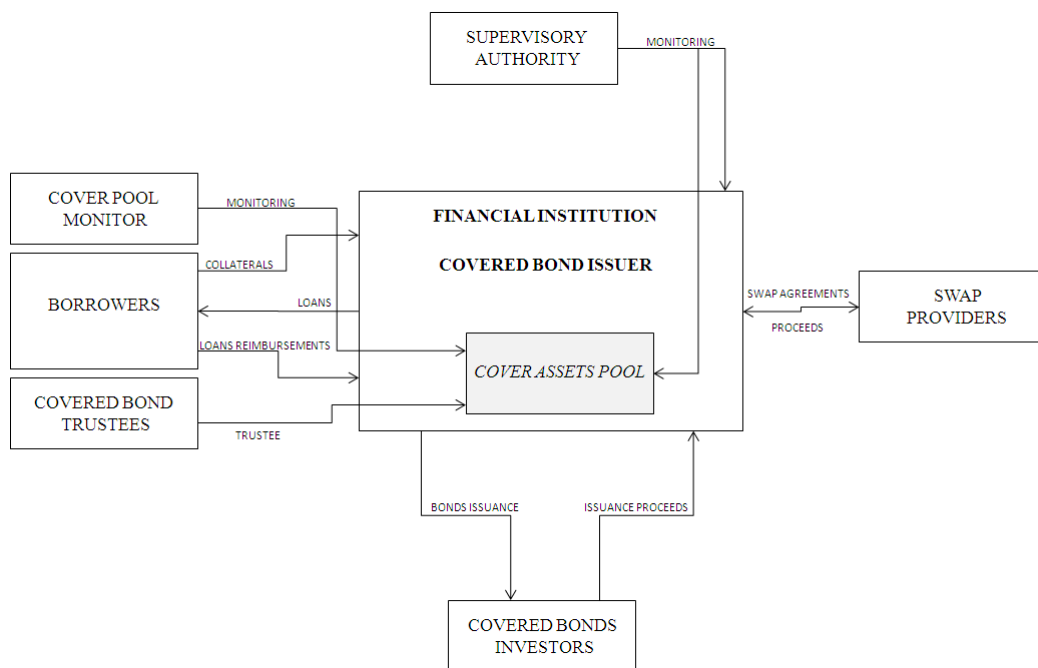 SUPERVISORY
AUTHORITY
MONITORING
COVER POOL
MONITOR
MONITORING
FINANCIAL INSTITUTION
COVERED BOND ISSUER
COLLATERALS
BORROWERS
LOANS
LOANS REIMBURSEMENTS
SWAP AGREEMENTS
PROCEEDS
SWAP
PROVIDERS
COVER ASSETS POOL
COVERED BOND
TRUSTEES
TRUSTEE
BONDS ISSUANCE
ISSUANCE PROCEEDS
COVERED BONDS
INVESTORS